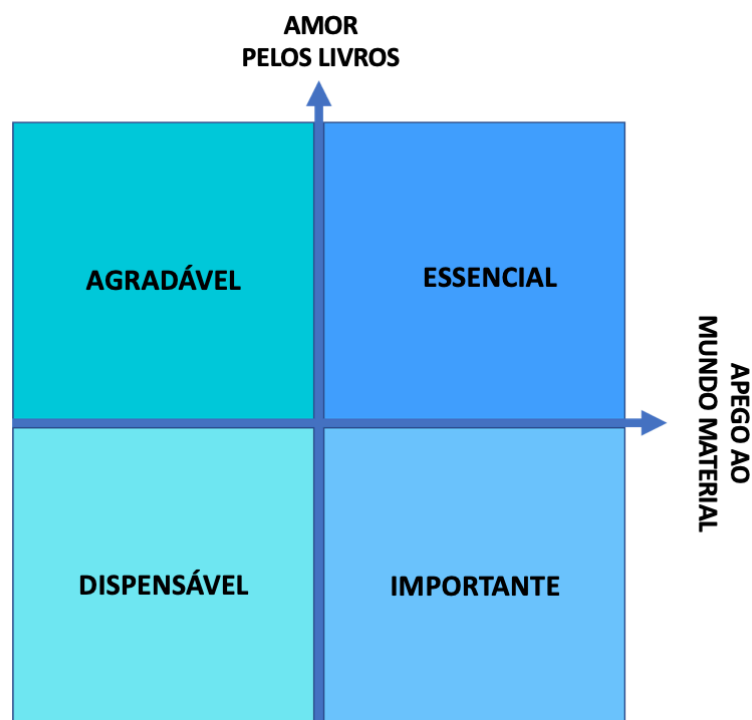 AMOR
PELOS LIVROS
AGRADÁVEL
ESSENCIAL
APEGO AO
MUNDO MATERIAL
DISPENSÁVEL
IMPORTANTE